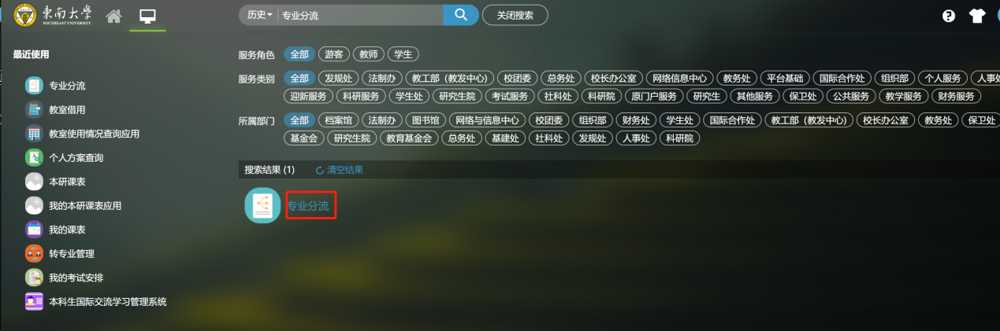 东南大学
SOUTHEAST UNIVERSITY
历史 专业分流
关闭搜索
最近使用
专业分流
教室借用
教室使用情况查询应用
个人方案查询
本研课表
我的本研课表应用
我的课表
转专业管理
我的考试安排
本科生国际交流学习管理系统
服务角色 全部 游客 教师 学生
服务类别 全部 发规处 法制办 教工部（教发中心) 校团委 总务处 校长办公室 网络信息中心 教务处 平台基础 国际合作处 组织部 个人服务 人事处
迎新服务 科研服务 学生处 研究生院 考试服务 社科处 科研院 原门户服务 研究生 其他服务 保卫处 公共服务 教学服务 财务服务
所属部门 全部 档案馆 法制办 图书馆 网络与信息中心 校团委 组织部 财务处 学生处 国际合作处 教工部（教发中心) 校长办公室 教务处 保卫处
基金会 研究生院 教育基金会 总务处 基建处 社科处 发规处 人事处 科研院
搜索结果 (1) 清空结果
专业分流